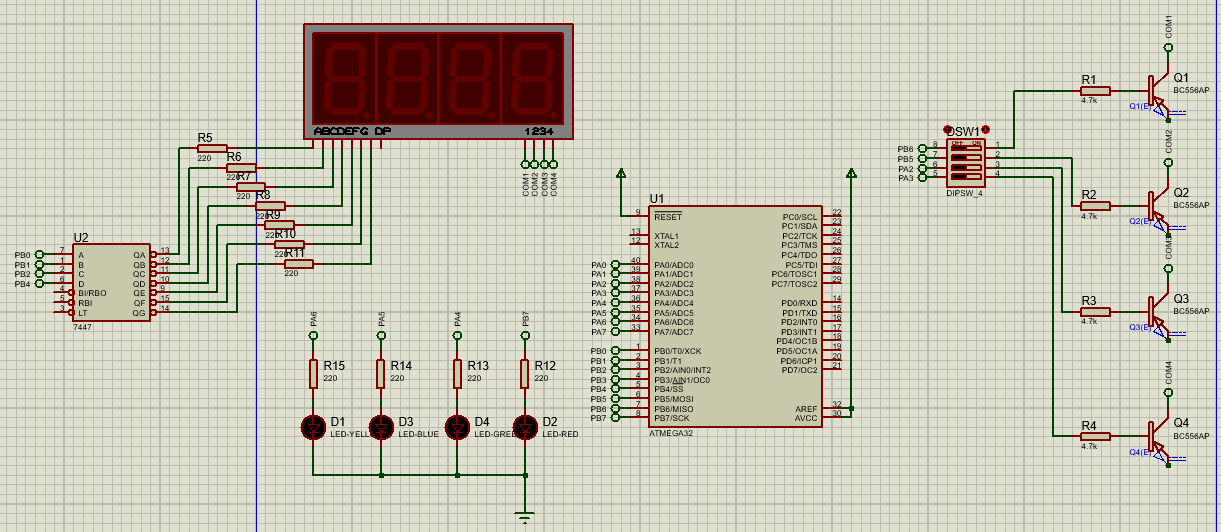 ABCDEFG DP
1234
COM1
COM2
COM3
COM4
R5
220
R6
220
R7
220
R8
220
R9
R10
220
R11
220
U2
PB0
PB1
PB2
PB4
7
1
2
6
4
5
3
A
B
C
D
BI/RBO
RBI
LT
QA
QB
QC
QD
QE
QF
QG
13
12
11
10
9
15
14
7447
PA6
PA5
PA4
PB7
R15
220
R14
220
R13
220
R12
220
D1
LED-YELL
D3
LED-BLUE
D4
LED-GREE
D2
LED-RED
U1
9 RESET
13 XTAL1
12 XTAL2
PA0 40 PA0/ADC0
PA1 39 PA1/ADC1
PA2 38 PA2/ADC2
PA3 37 PA3/ADC3
PA4 36 PA4/ADC4
PA5 35 PA5/ADC5
PA6 34 PA6/ADC6
PA7 33 PA7/ADC7
PB0 1 PB0/T0/XCK
PB1 2 PB1/T1
PB2 3 PB2/AIN0/INT2
PB3 4 PB3/AIN1/OC0
PB4 5 PB4/SS
PB5 6 PB5/MOSI
PB6 7 PB6/MISO
PB7 8 PB7/SCK
PC0/SCL 22
PC1/SDA 23
PC2/TCK 24
PC3/TMS 25
PC4/TDO 26
PC5/TDI 27
PC6/TOSC1 28
PC7/TOSC2 29
PD0/RXD 14
PD1/TXD 15
PD2/INT0 16
PD3/INT1 17
PD4/OC1B 18
PD5/OC1A 19
PD6/ICP1 20
PD7/OC2 21
AREF 32
AVCC 30
ATMEGA32
DSW1
OFF ON
PB6 8 1
PB5 7 2
PA2 6 3
PA3 5 4
DIPSW_4
COM1
R1
4.7k
Q1
BC556AP
Q1(E)
COM2
R2
4.7k
Q2
BC556AP
Q2(E)
COM3
R3
4.7k
Q3
BC556AP
Q3(E)
COM4
R4
4.7k
Q4
BC556AP
Q4(E)